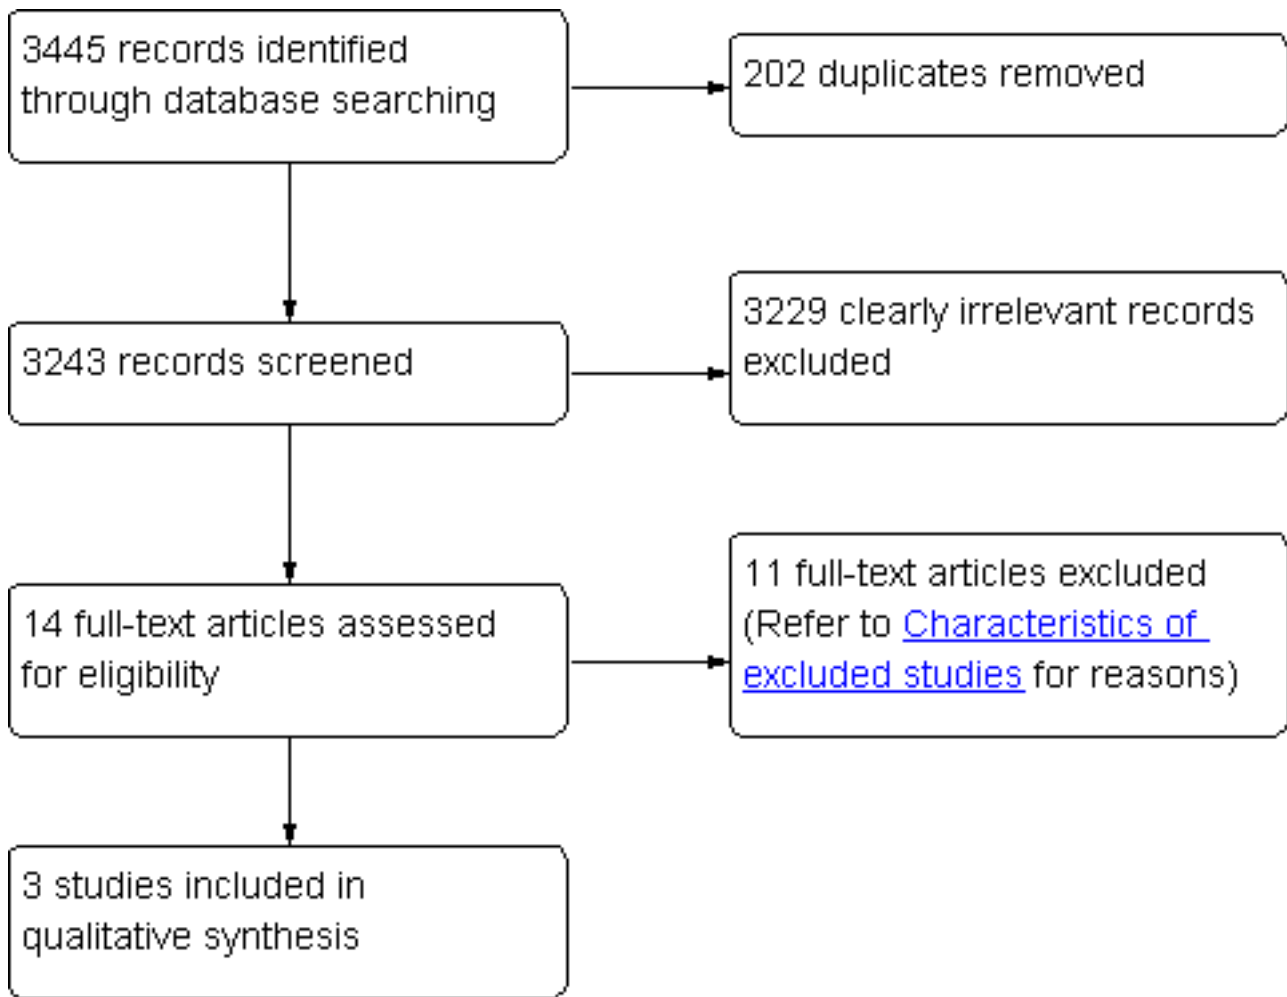 3445 records identified
through database searching
202 duplicates removed
3243 records screened
3229 clearly irrelevant records
excluded
14 full-text articles assessed
for eligibility
11 full-text articles excluded
(Refer to Characteristics of
excluded studies for reasons)
3 studies included in
qualitative synthesis